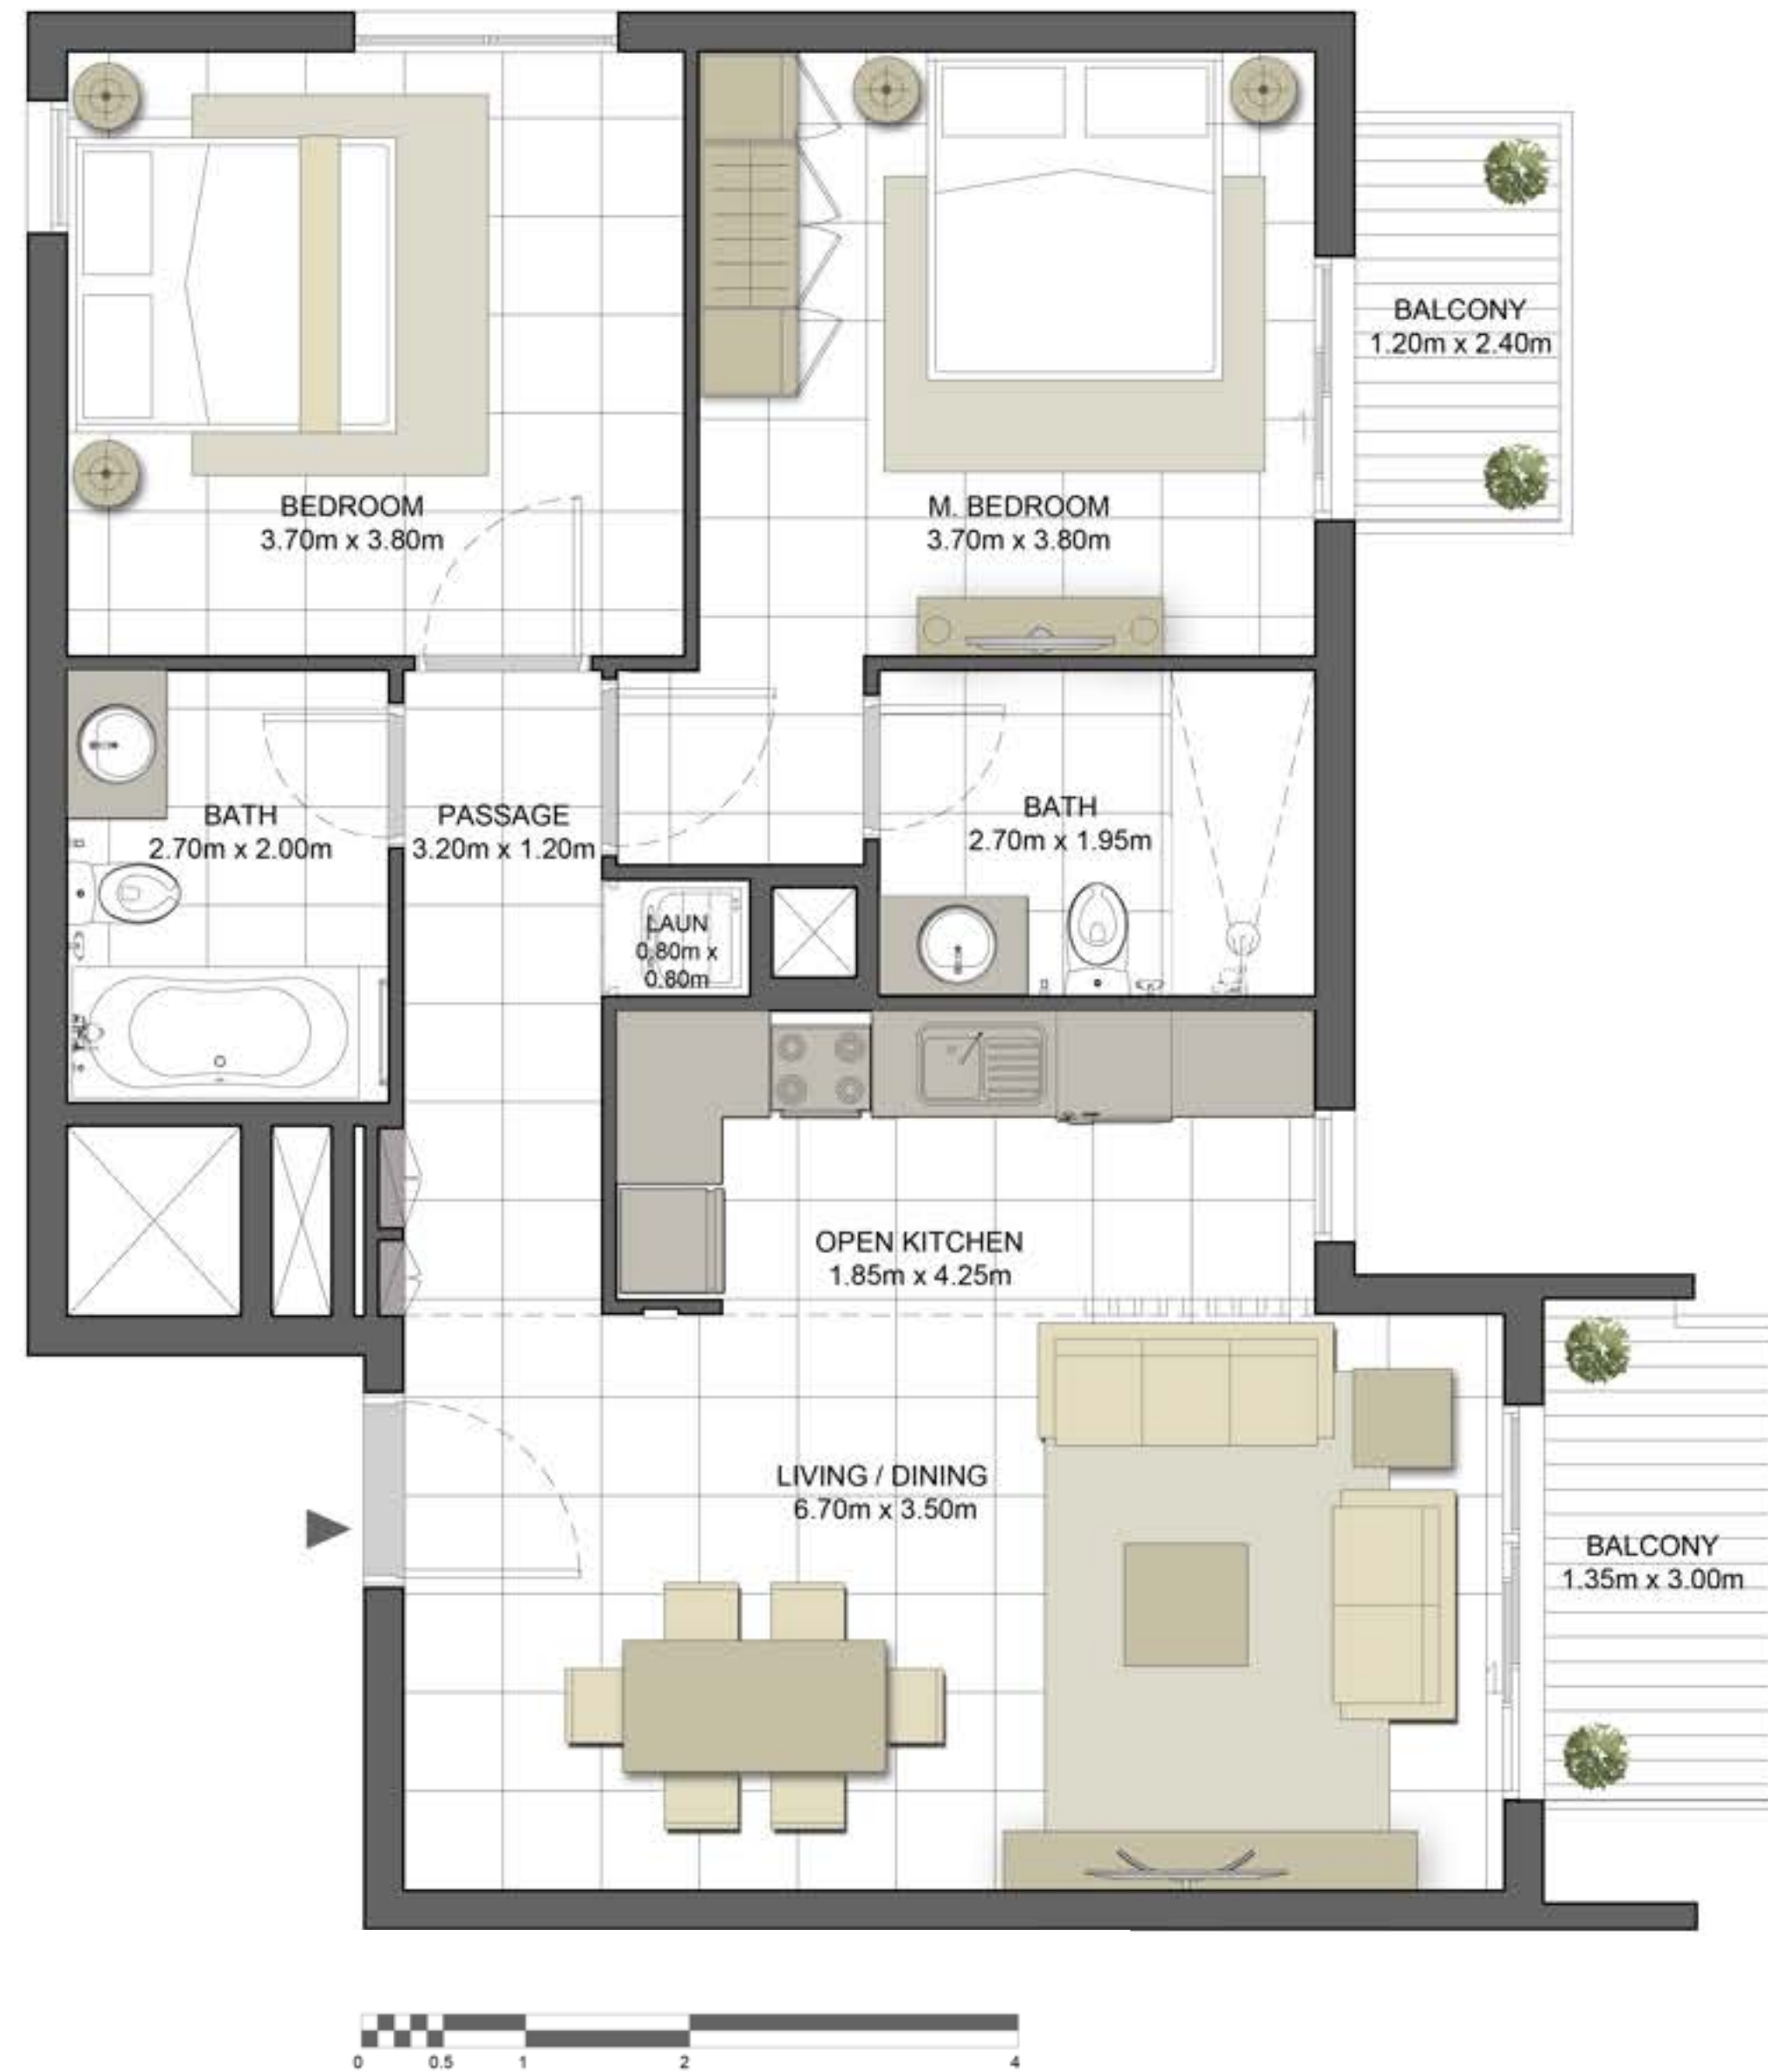 BALCONY
1.20m x 2.40m
BEDROOM
3.70m x 3.80m
M. BEDROOM
3.70m x 3.80m
BATH
2.70m x 2.00m
PASSAGE
3.20m x 1.20m
BATH
2.70m x 1.95m
LAUN
0.80m x
0.80m
OPEN KITCHEN
1.85m x 4.25m
LIVING / DINING
6.70m x 3.50m
BALCONY
1.35m x 3.00m
0 0.5 1 2 4